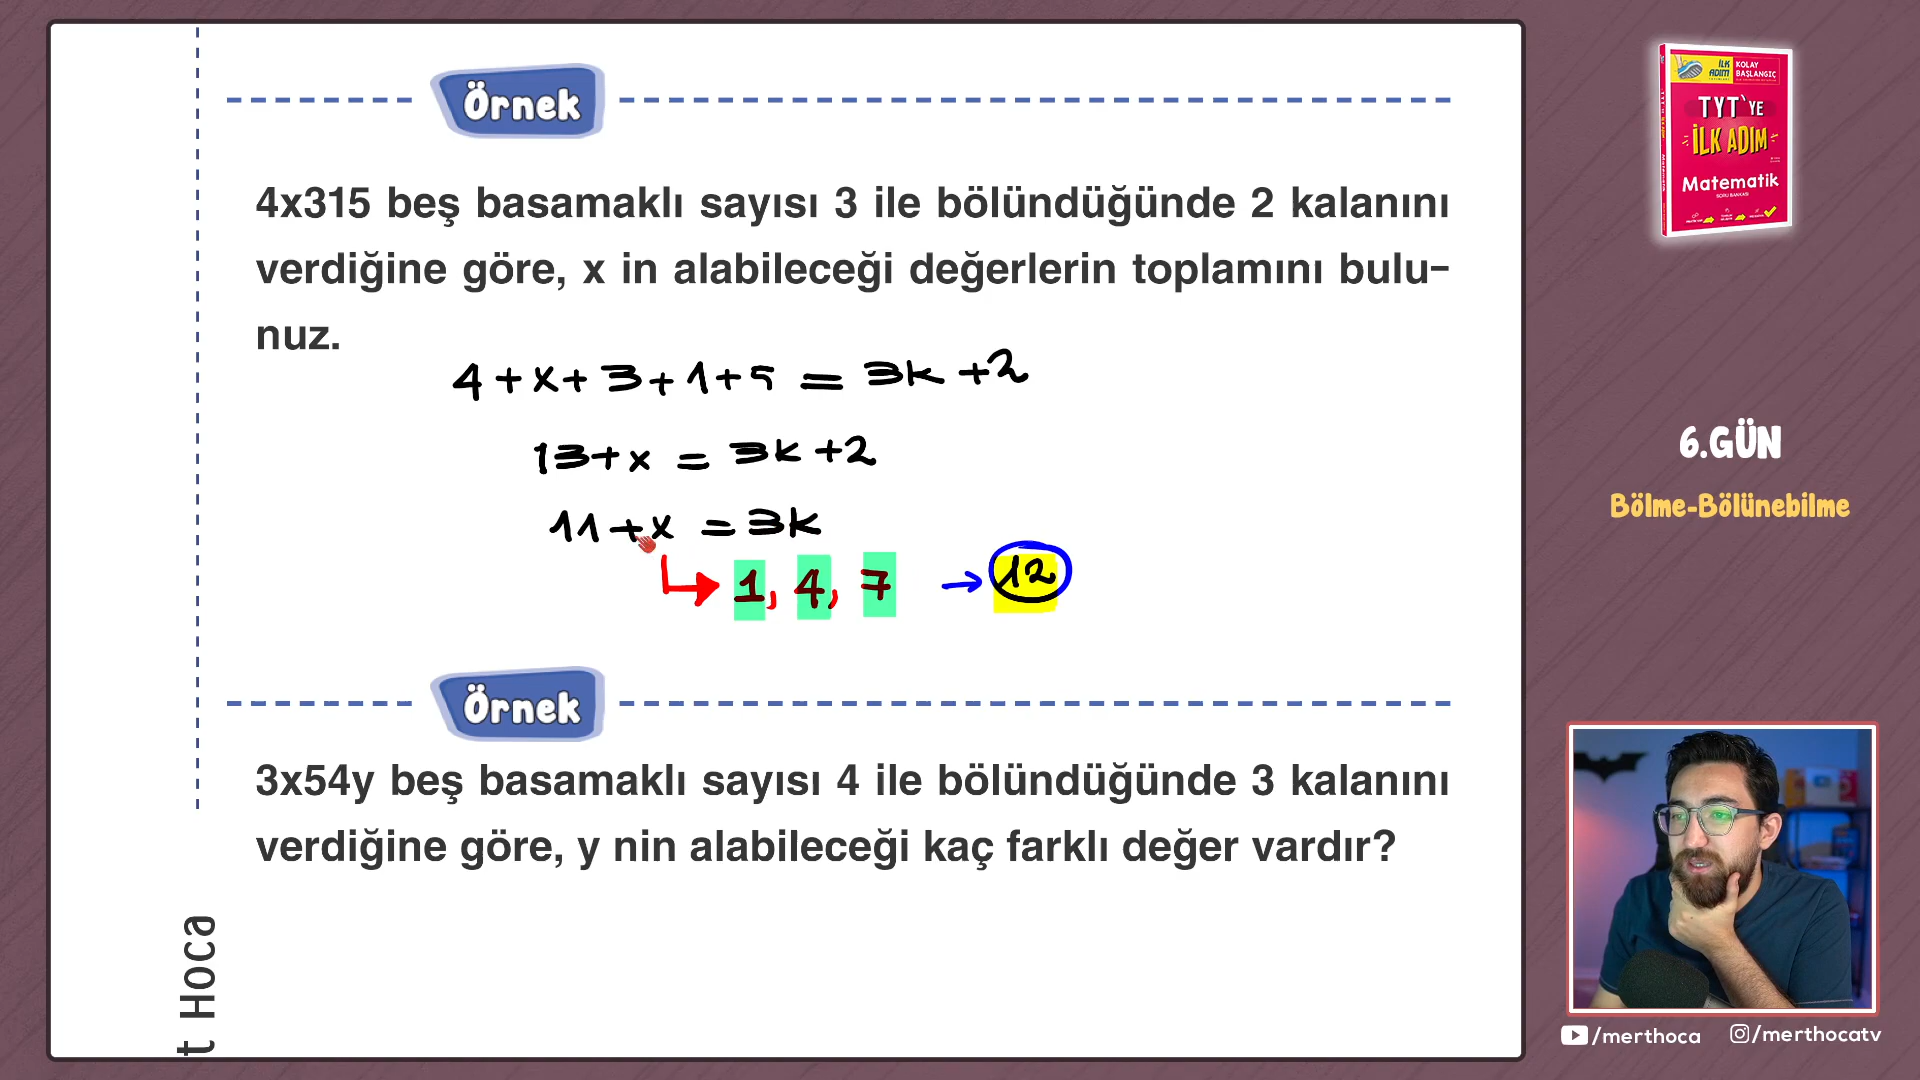 Örnek
4x315 beş basamaklı sayısı 3 ile bölündüğünde 2 kalanını
verdiğine göre, x in alabileceği değerlerin toplamını bulu-
nuz.
4+x+3+1+5 = 3k+2
13+x = 3k+2
11+x = 3k
1, 4, 7 → 12
Örnek
3x54y beş basamaklı sayısı 4 ile bölündüğünde 3 kalanını
verdiğine göre, y nin alabileceği kaç farklı değer vardır?
t Hoca
İLK ADIM
KOLAY
BAŞLANGIÇ
TYT'YE
İLK ADIM
Matematik
SORU BANKASI
6.GÜN
Bölme-Bölünebilme
/merthoca
/merthocatv